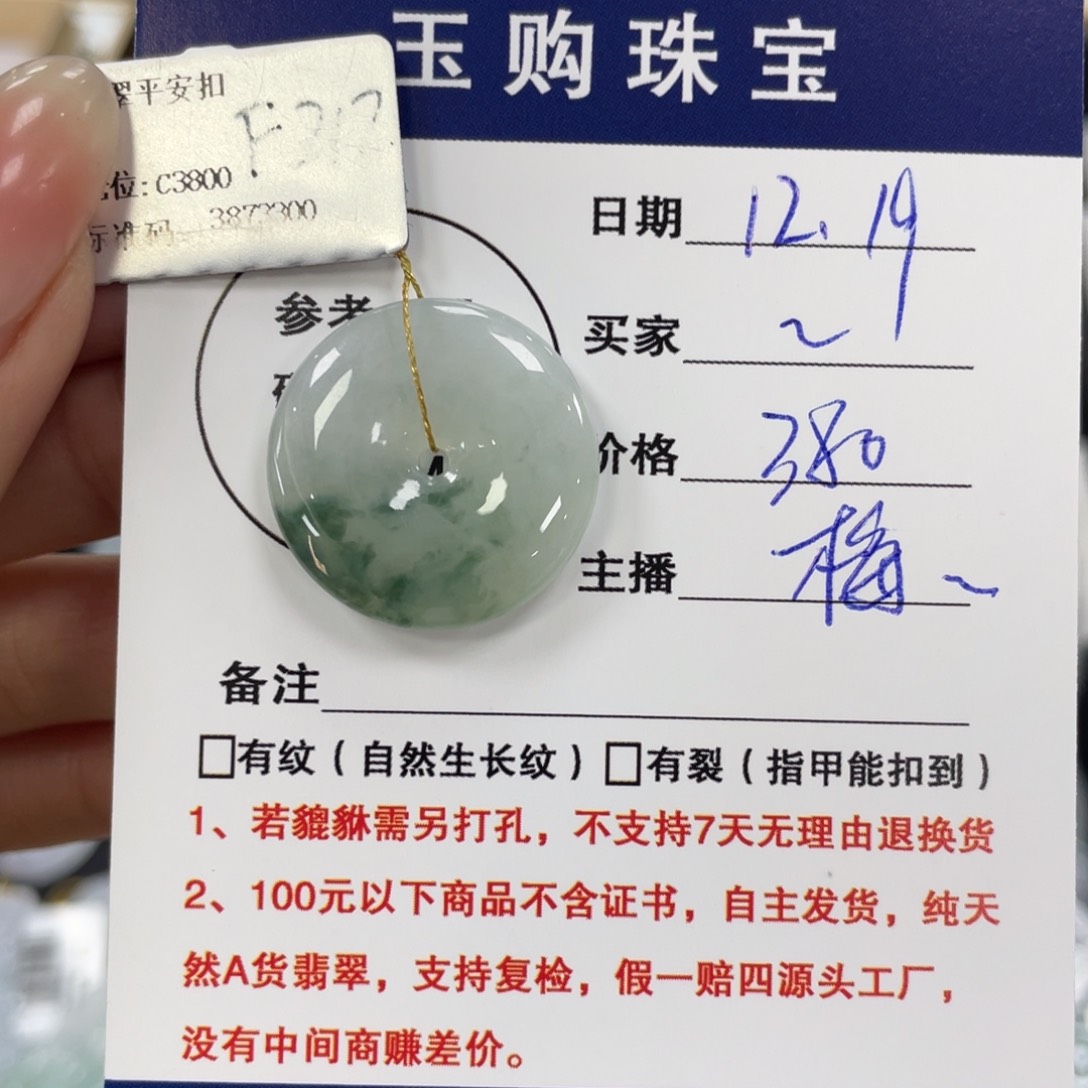 玉购珠宝
翠平安扣
F312
位:C3800
标准码 3873300
参考
日期 12.19
买家 ~
价格 380
主播 梅~
备注
□有纹(自然生长纹) □有裂(指甲能扣到)
1、若貔貅需另打孔，不支持7天无理由退换货
2、100元以下商品不含证书，自主发货，纯天
然A货翡翠，支持复检，假一赔四源头工厂，
没有中间商赚差价。